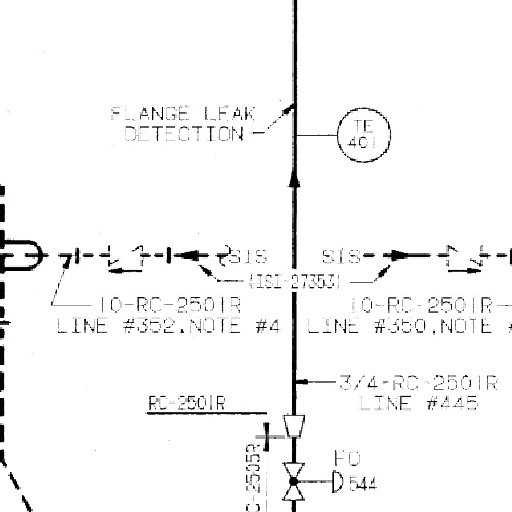 FLANGE LEAK
DETECTION
TE
401
SIS
SIS
(ISI-27353)
10-RC-2501R
LINE #352,NOTE #4
10-RC-2501R
LINE #350,NOTE #
3/4-RC-2501R
LINE #445
RC-2501R
C-2505R
FO
544